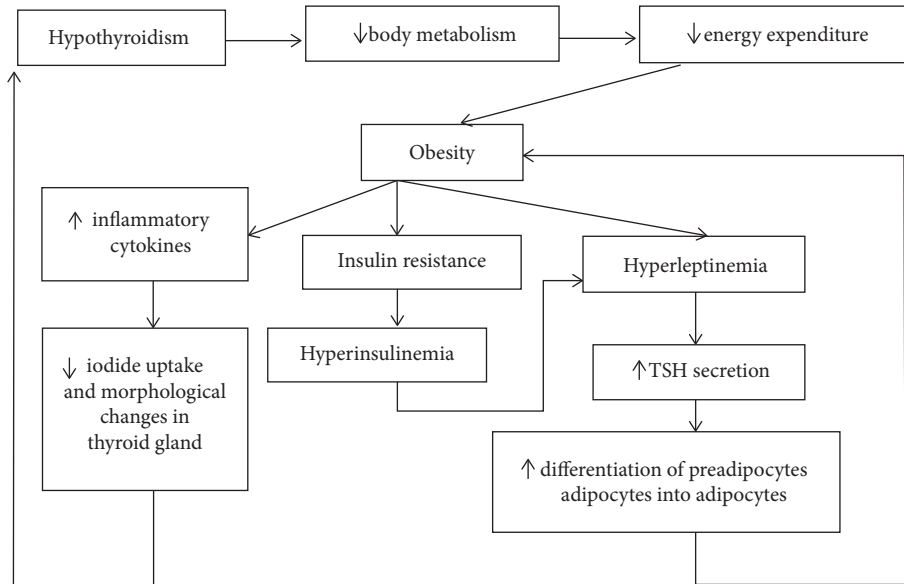 Hypothyroidism
↓ body metabolism
↓ energy expenditure
Obesity
↑ inflammatory
cytokines
Insulin resistance
Hyperleptinemia
↓ iodide uptake
and morphological
changes in
thyroid gland
Hyperinsulinemia
↑ TSH secretion
↑ differentiation of preadipocytes
adipocytes into adipocytes